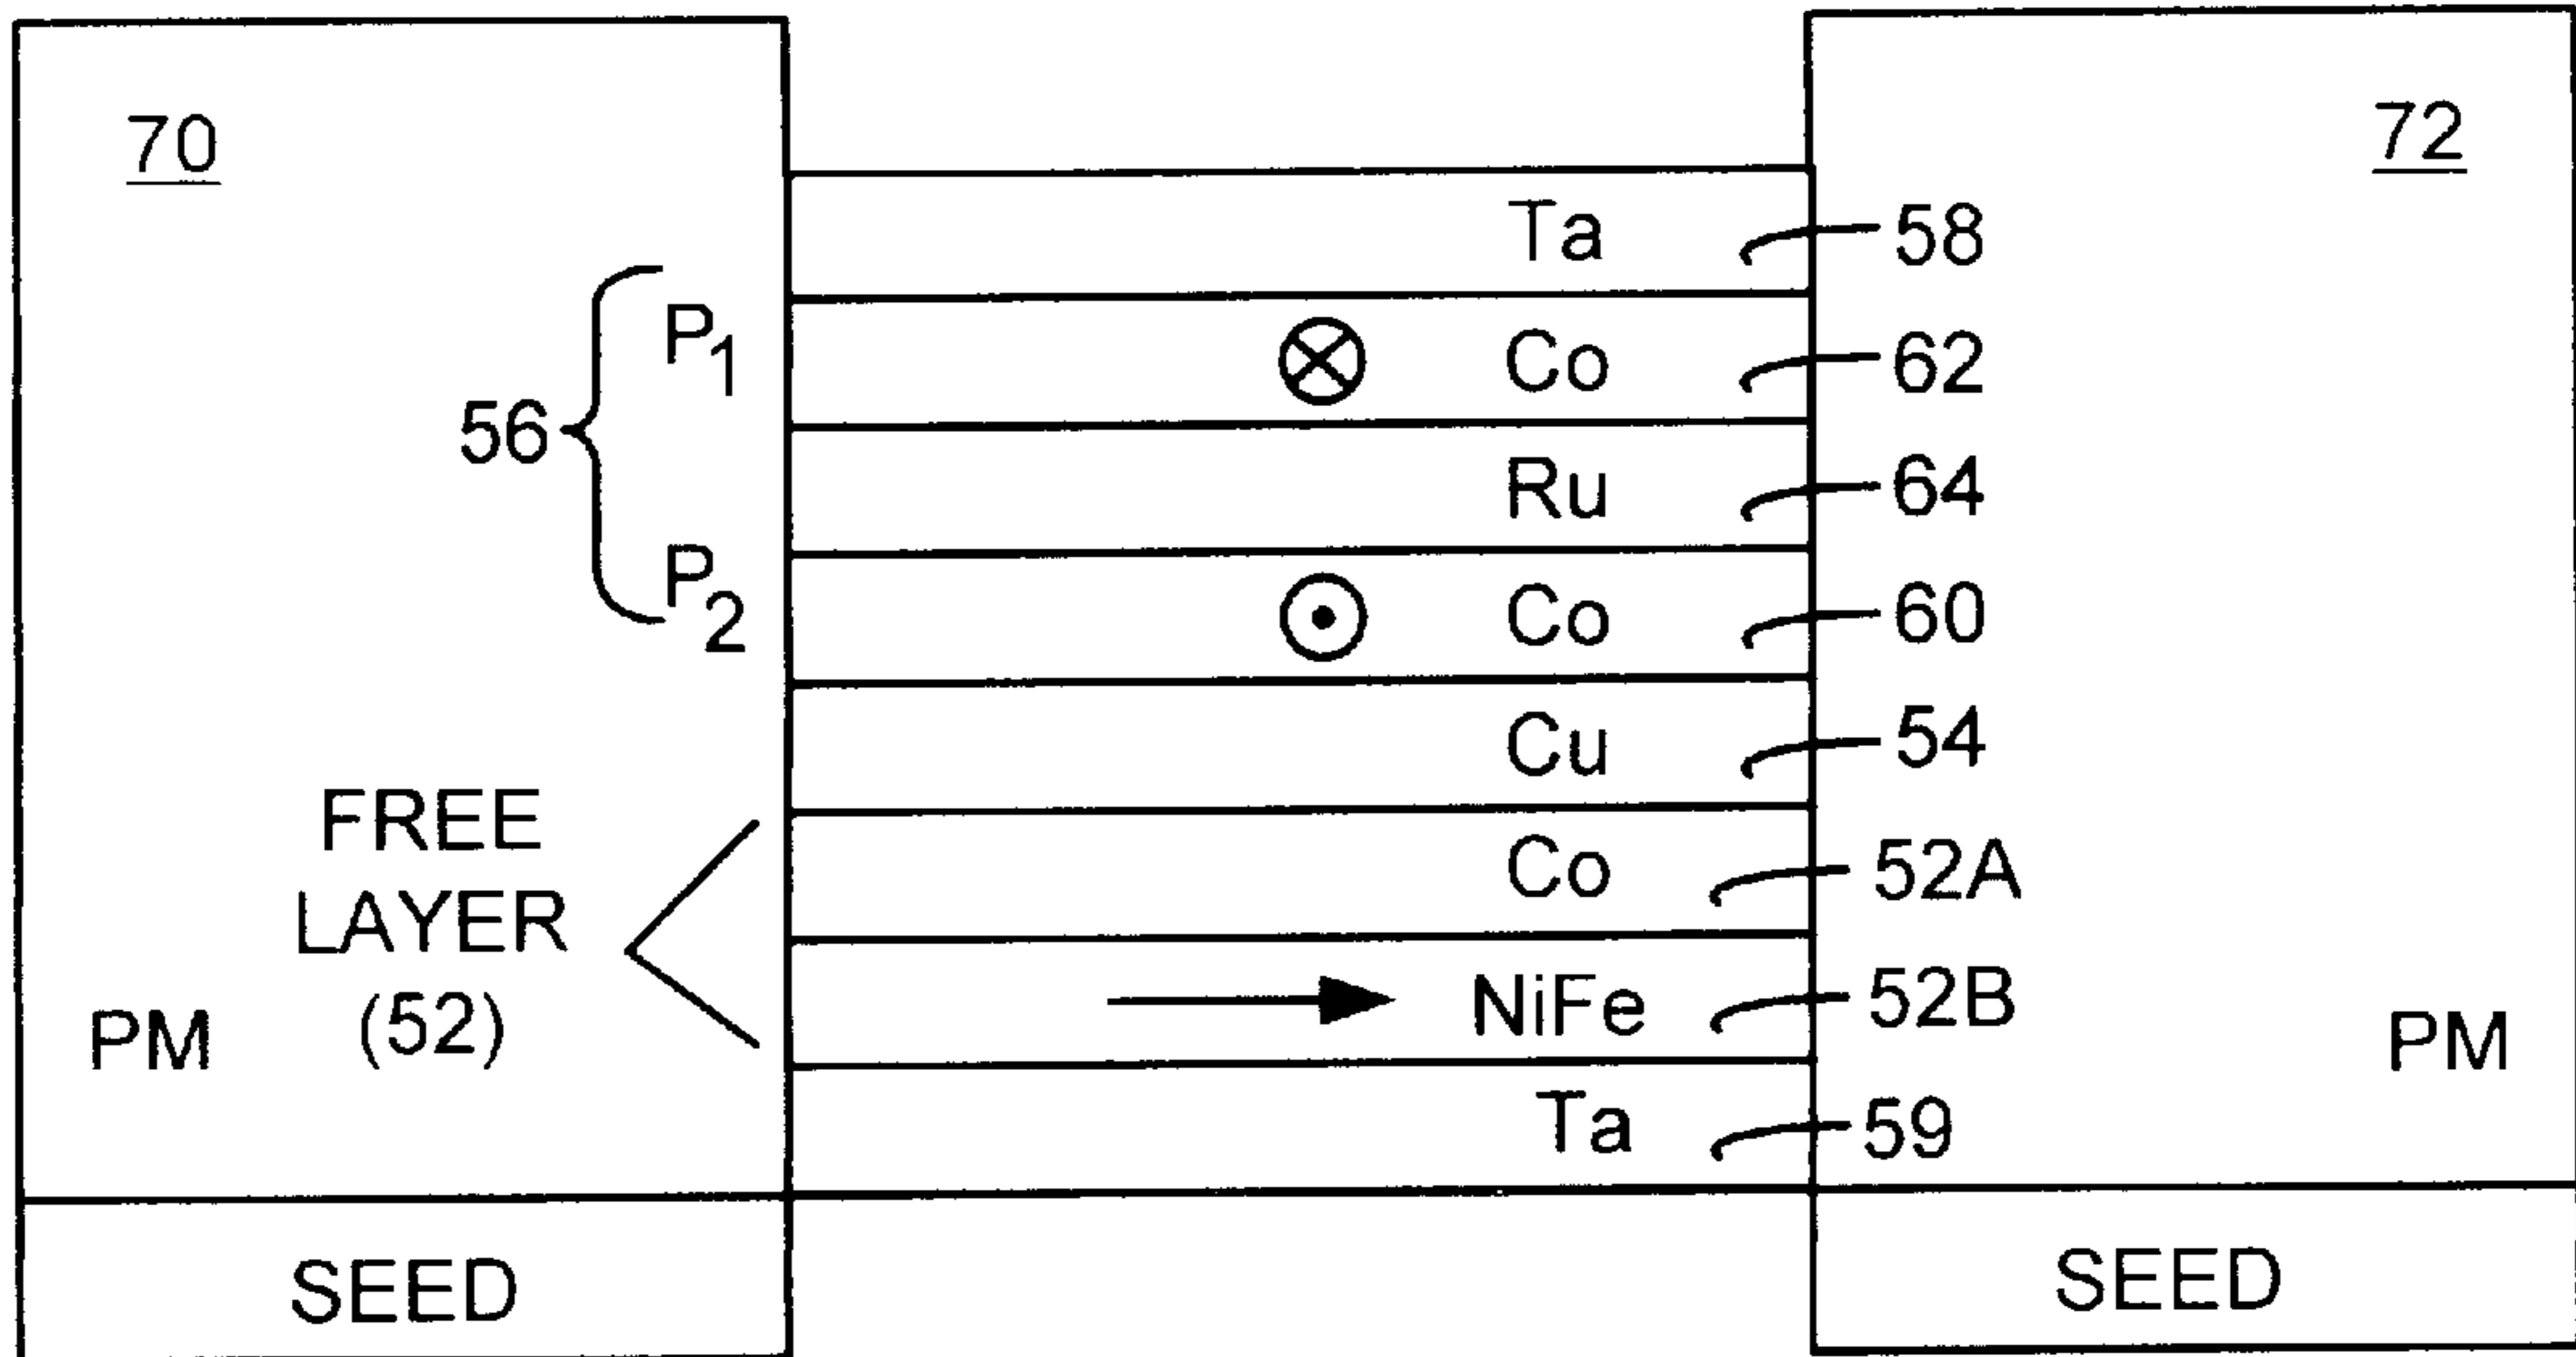 70
72
Ta
58
P1
Co
62
56
Ru
64
P2
Co
60
Cu
54
FREE
LAYER
(52)
Co
52A
NiFe
52B
PM
PM
Ta
59
SEED
SEED